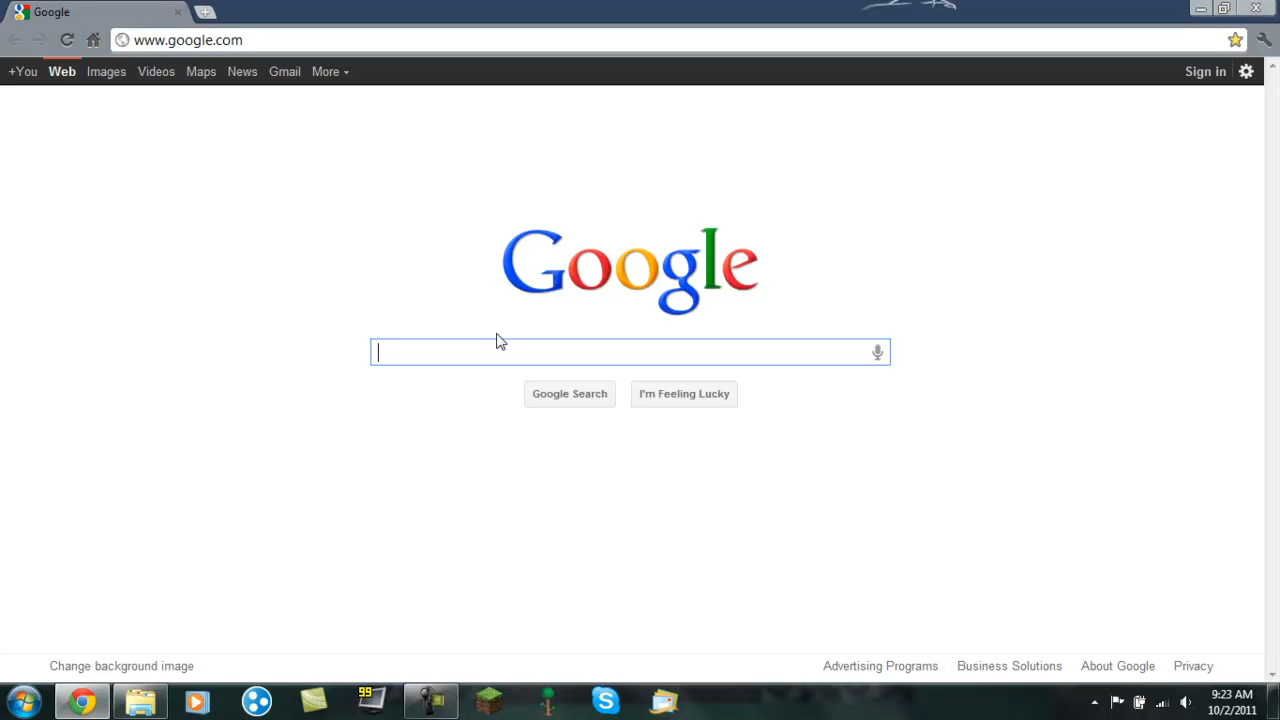 Google
www.google.com
+You Web Images Videos Maps News Gmail More Sign in
Google
Google Search I'm Feeling Lucky
Change background image Advertising Programs Business Solutions About Google Privacy
99
9:23 AM
10/2/2011